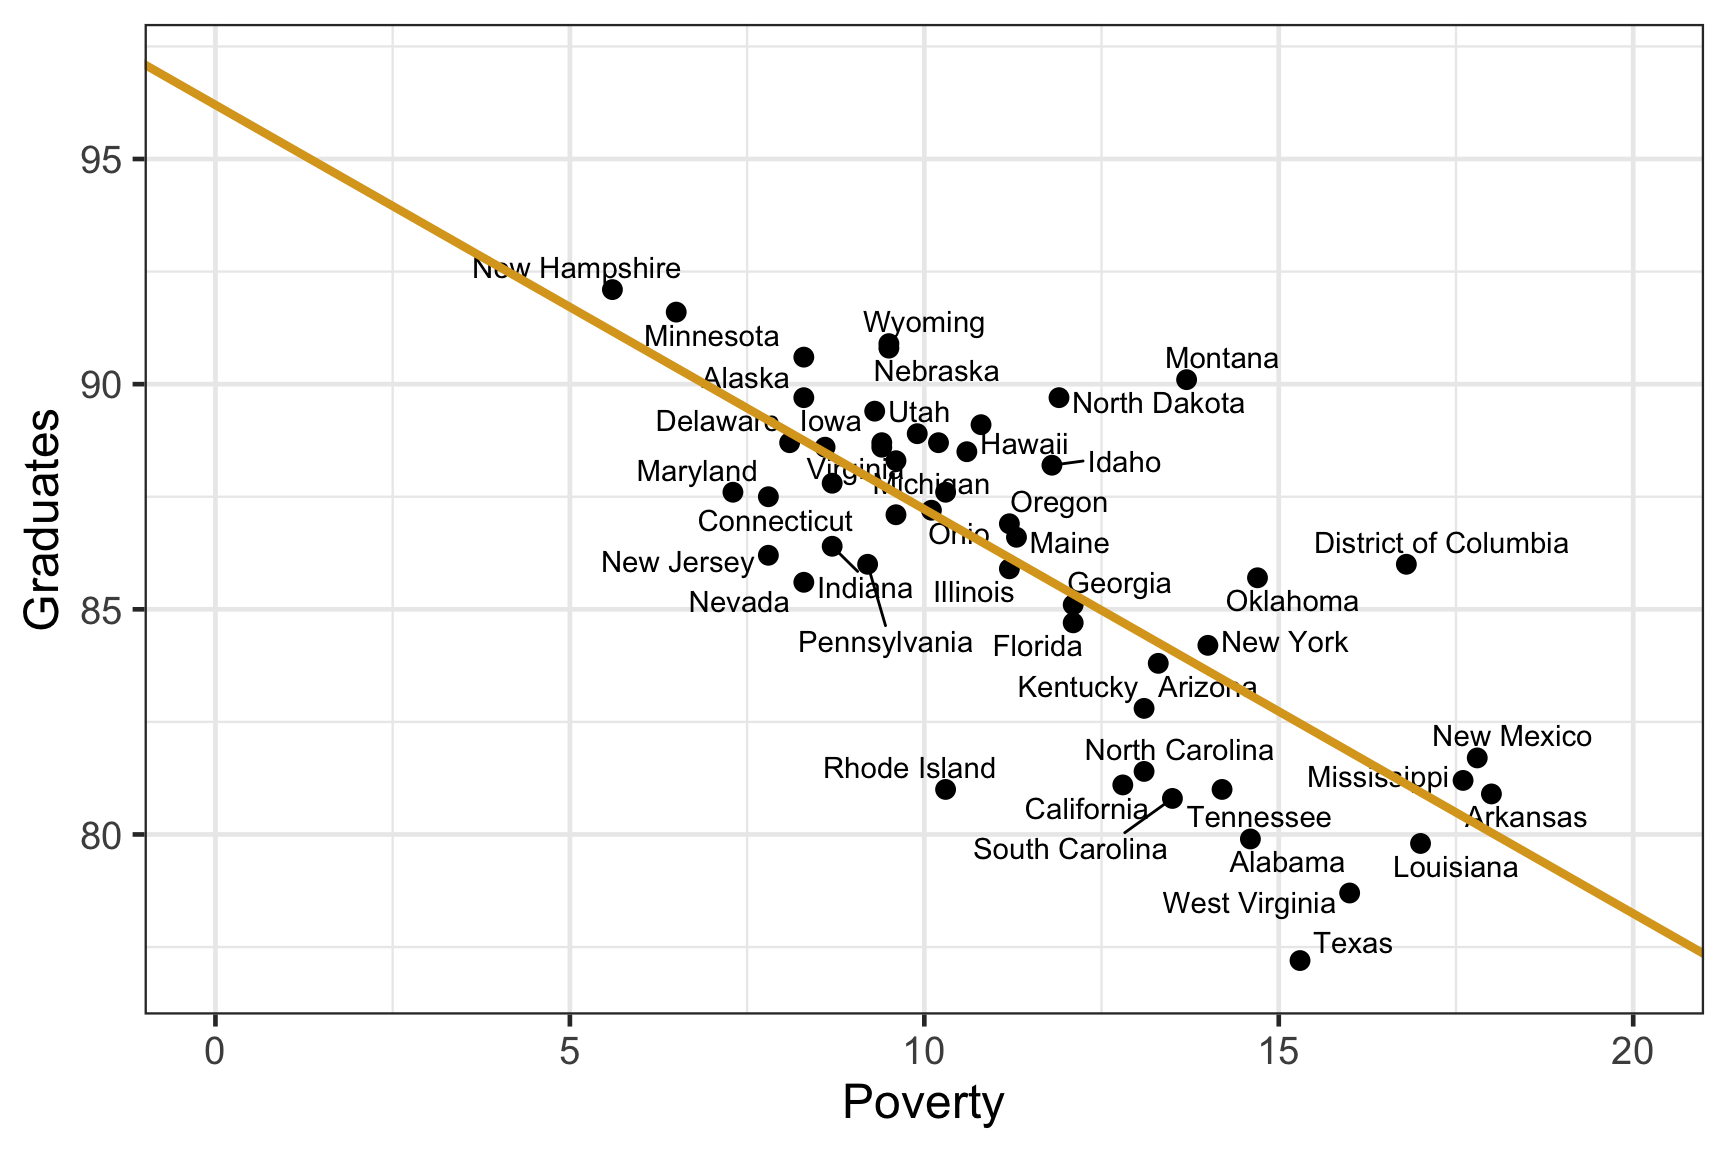 New Hampshire
Minnesota
Wyoming
Nebraska
Montana
Alaska
North Dakota
Delaware
Iowa
Utah
Hawaii
Idaho
Maryland
Virginia
Michigan
Oregon
Connecticut
Ohio
Maine
District of Columbia
New Jersey
Indiana
Illinois
Georgia
Nevada
Oklahoma
Pennsylvania
Florida
New York
Kentucky
Arizona
New Mexico
North Carolina
Rhode Island
Mississippi
California
Tennessee
Arkansas
South Carolina
Alabama
Louisiana
West Virginia
Texas
95
90
85
80
Graduates
0
5
10
15
20
Poverty